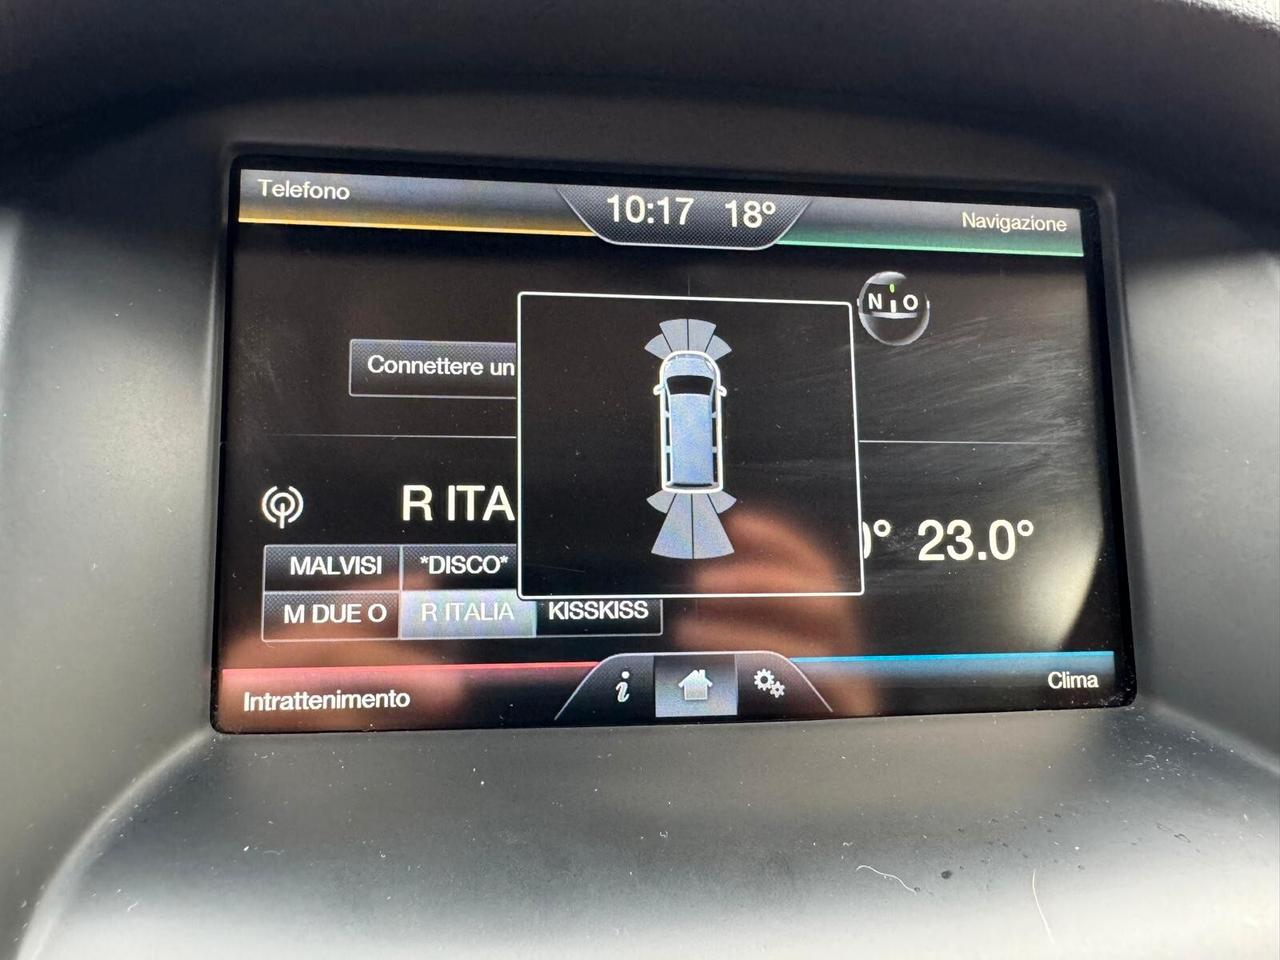 Telefono
10:17 18°
Navigazione
N O
Connettere un
R ITA
° 23.0°
MALVISI *DISCO*
M DUE O R ITALIA KISSKISS
Intrattenimento
i
Clima